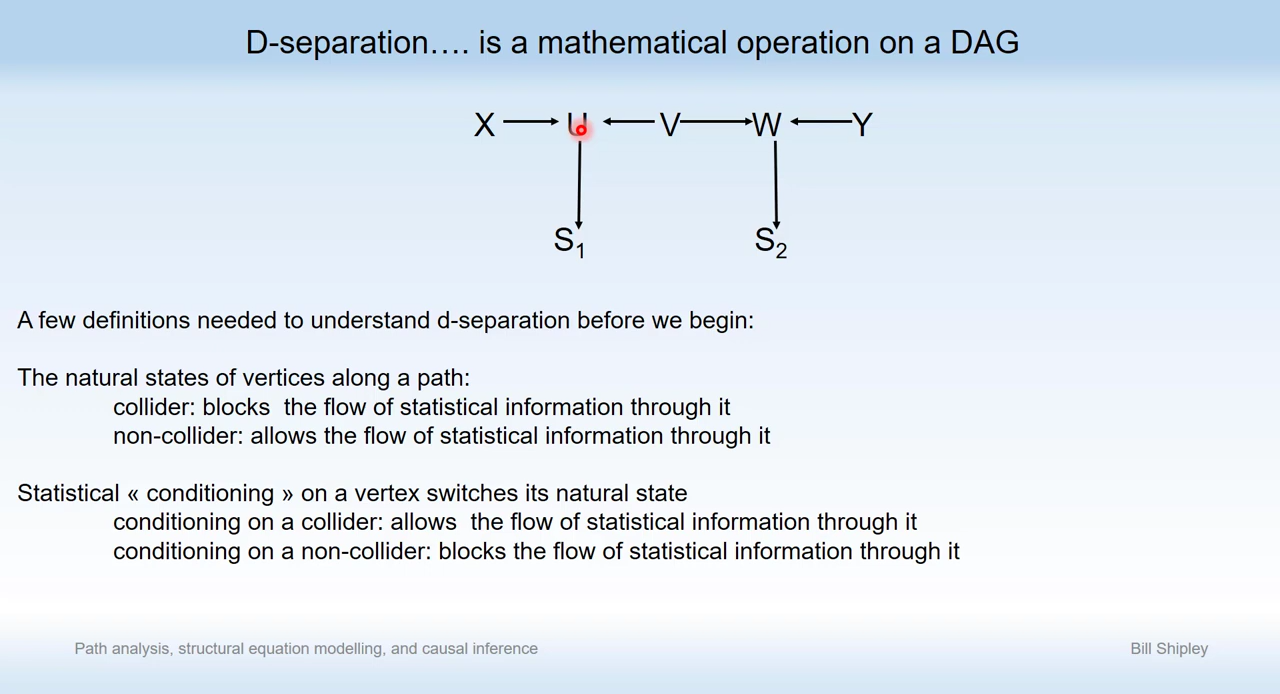 D-separation…. is a mathematical operation on a DAG
X U V W Y
S1 S2
A few definitions needed to understand d-separation before we begin:
The natural states of vertices along a path:
collider: blocks  the flow of statistical information through it
non-collider: allows the flow of statistical information through it
Statistical « conditioning » on a vertex switches its natural state
conditioning on a collider: allows  the flow of statistical information through it
conditioning on a non-collider: blocks the flow of statistical information through it
Path analysis, structural equation modelling, and causal inference
Bill Shipley